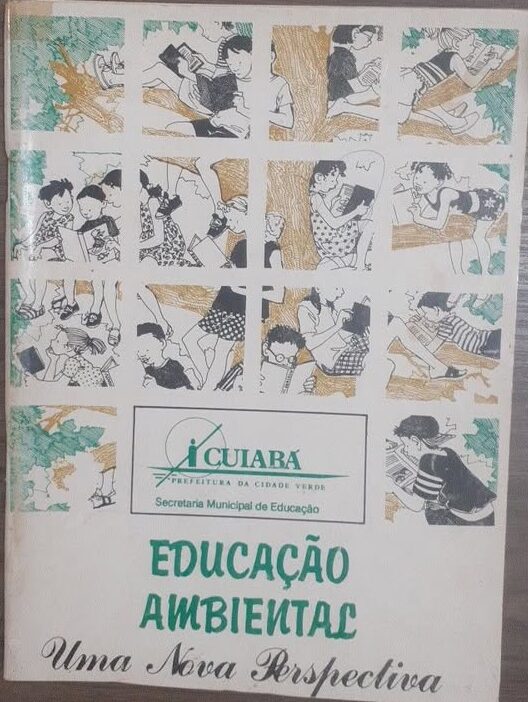 CUIABÁ
PREFEITURA DA CIDADE VERDE
Secretaria Municipal de Educação
EDUCAÇÃO
AMBIENTAL
Uma Nova Perspectiva